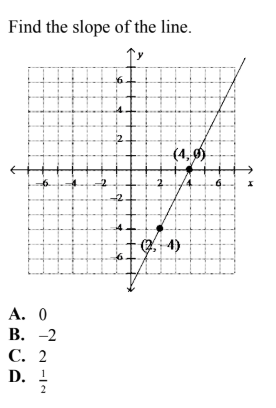 Find the slope of the line.
y
6
4
2
(4, 0)
-6 -4 -2 2 4 6 x
-2
-4
(2, -4)
-6
A. 0
B. -2
C. 2
D. 1/2